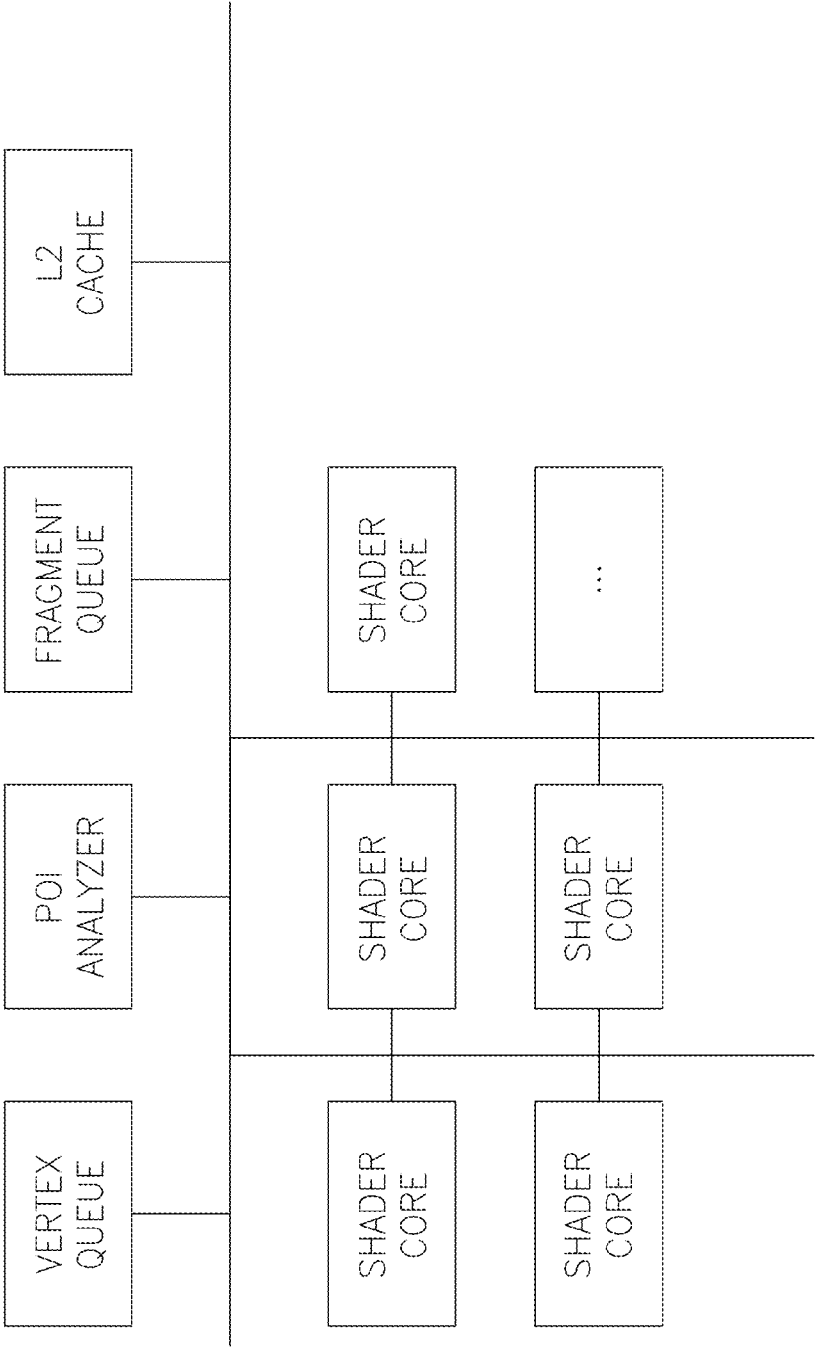 VERTEX
QUEUE
POI
ANALYZER
FRAGMENT
QUEUE
L2
CACHE
SHADER
CORE
SHADER
CORE
SHADER
CORE
SHADER
CORE
SHADER
CORE
...